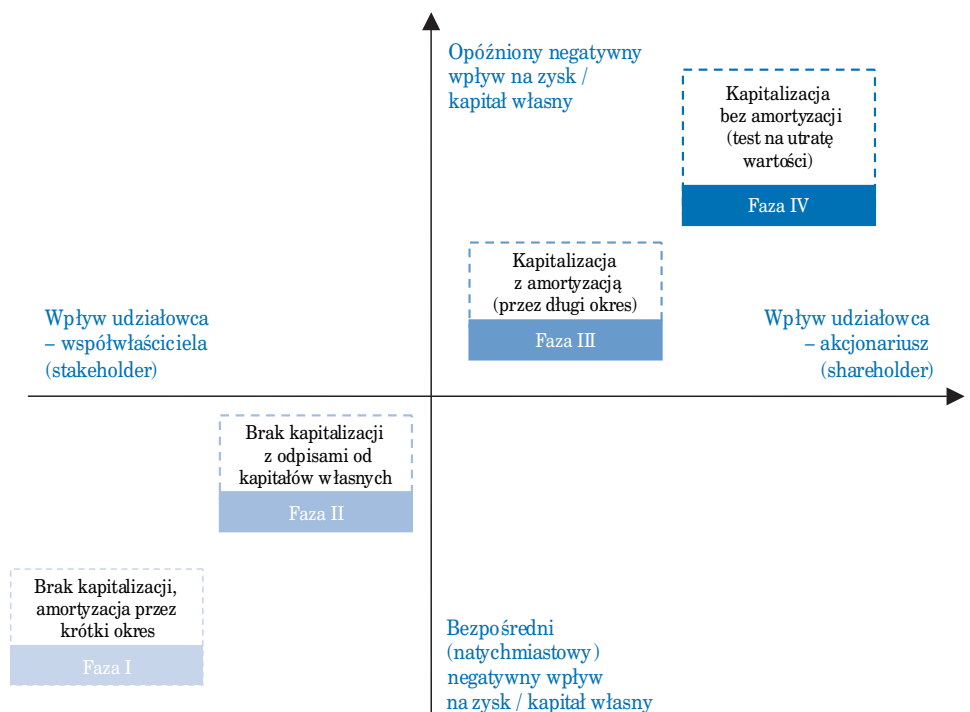 Opóźniony negatywny
wpływ na zysk /
kapitał własny
Kapitalizacja
bez amortyzacji
(test na utratę
wartości)
Faza IV
Kapitalizacja
z amortyzacją
(przez długi okres)
Faza III
Wpływ udziałowca
– współwłaściciela
(stakeholder)
Wpływ udziałowca
– akcjonariusz
(shareholder)
Brak kapitalizacji
z odpisami od
kapitałów własnych
Faza II
Brak kapitalizacji,
amortyzacja przez
krótki okres
Faza I
Bezpośredni
(natychmiastowy)
negatywny wpływ
na zysk / kapitał własny